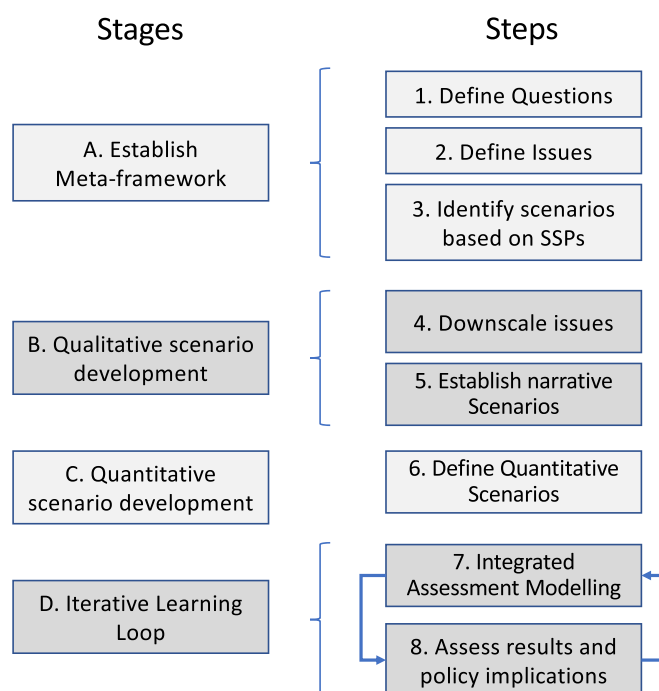 Stages
Steps
A. Establish
Meta-framework
1. Define Questions
2. Define Issues
3. Identify scenarios
based on SSPs
B. Qualitative scenario
development
4. Downscale issues
5. Establish narrative
Scenarios
C. Quantitative
scenario development
6. Define Quantitative
Scenarios
D. Iterative Learning
Loop
7. Integrated
Assessment Modelling
8. Assess results and
policy implications